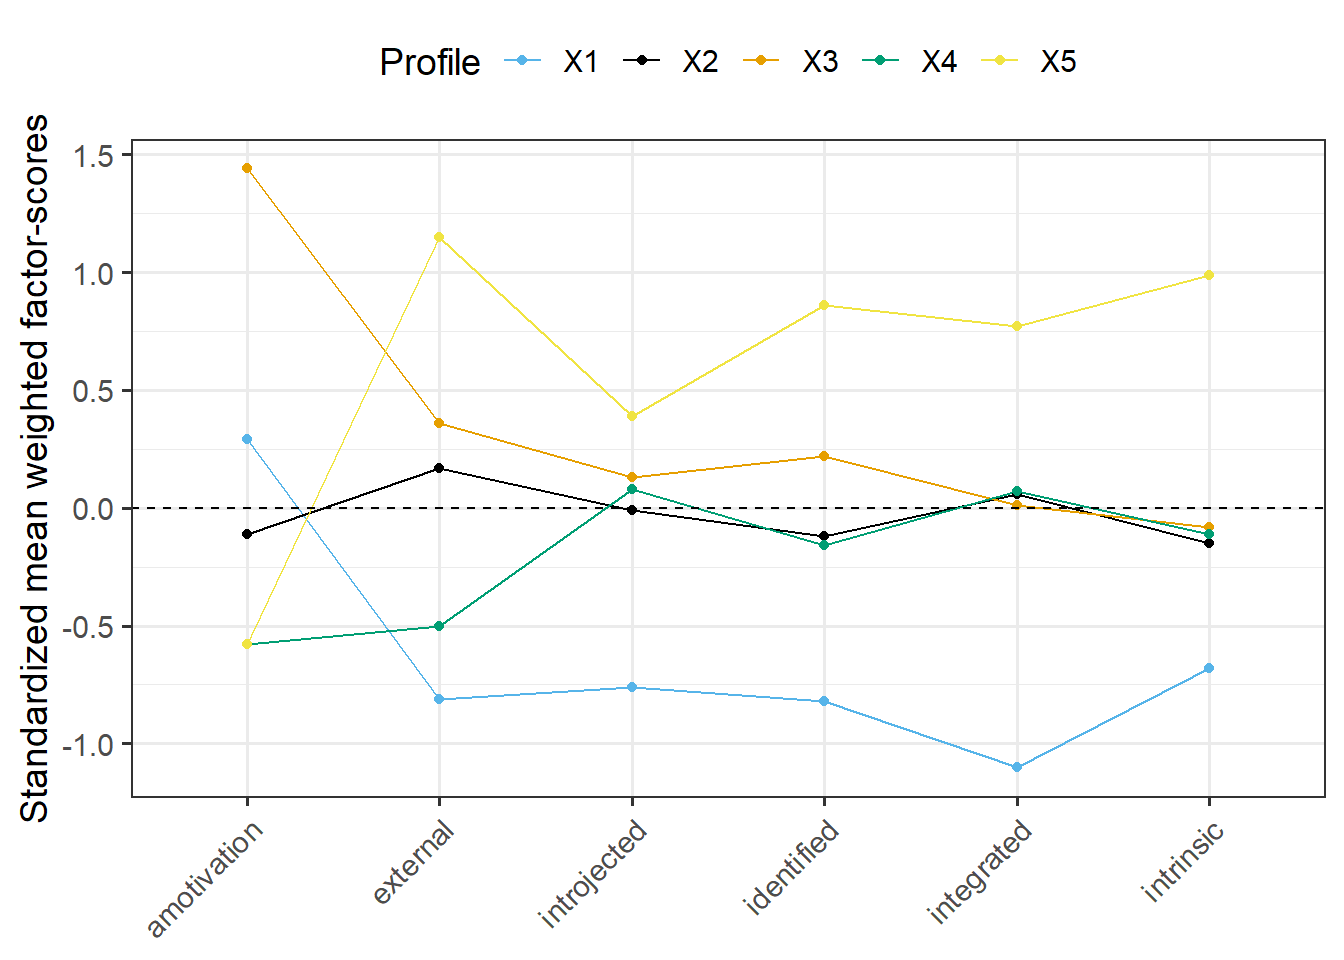 Profile X1 X2 X3 X4 X5
Standardized mean weighted factor-scores
1.5
1.0
0.5
0.0
-0.5
-1.0
amotivation external introjected identified integrated intrinsic